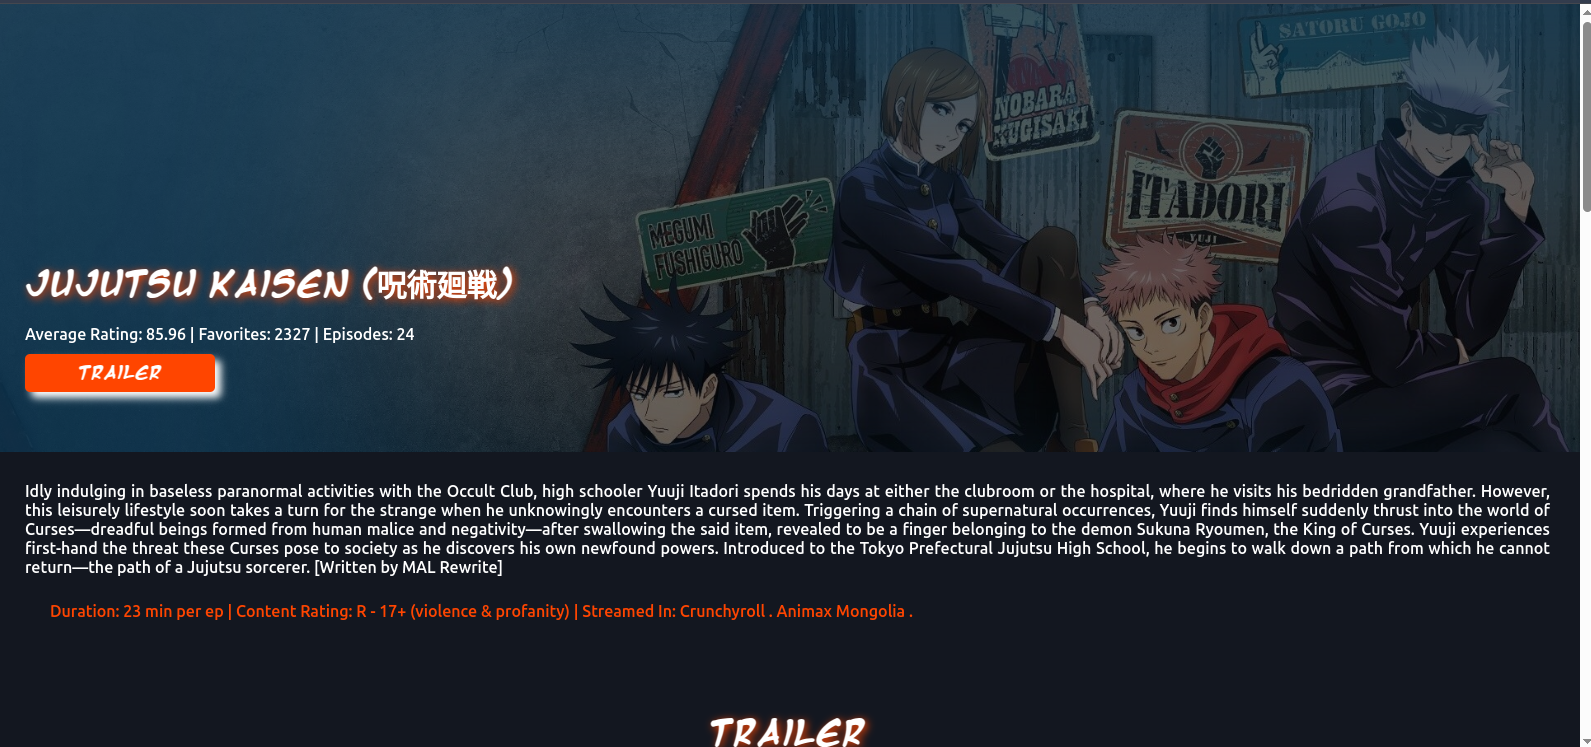 SATORU GOJO
NOBARA
KUGISAKI
ITADORI
YUJI
MEGUMI
FUSHIGURO
JUJUTSU KAISEN (呪術廻戦)
Average Rating: 85.96 | Favorites: 2327 | Episodes: 24
TRAILER
Idly indulging in baseless paranormal activities with the Occult Club, high schooler Yuuji Itadori spends his days at either the clubroom or the hospital, where he visits his bedridden grandfather. However,
this leisurely lifestyle soon takes a turn for the strange when he unknowingly encounters a cursed item. Triggering a chain of supernatural occurrences, Yuuji finds himself suddenly thrust into the world of
Curses—dreadful beings formed from human malice and negativity—after swallowing the said item, revealed to be a finger belonging to the demon Sukuna Ryoumen, the King of Curses. Yuuji experiences
first-hand the threat these Curses pose to society as he discovers his own newfound powers. Introduced to the Tokyo Prefectural Jujutsu High School, he begins to walk down a path from which he cannot
return—the path of a Jujutsu sorcerer. [Written by MAL Rewrite]
Duration: 23 min per ep | Content Rating: R - 17+ (violence & profanity) | Streamed In: Crunchyroll . Animax Mongolia .
TRAILER